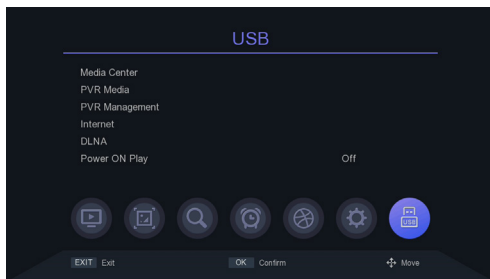 USB
Media Center
PVR Media
PVR Management
Internet
DLNA
Power ON Play Off
USB
EXIT Exit OK Confirm Move